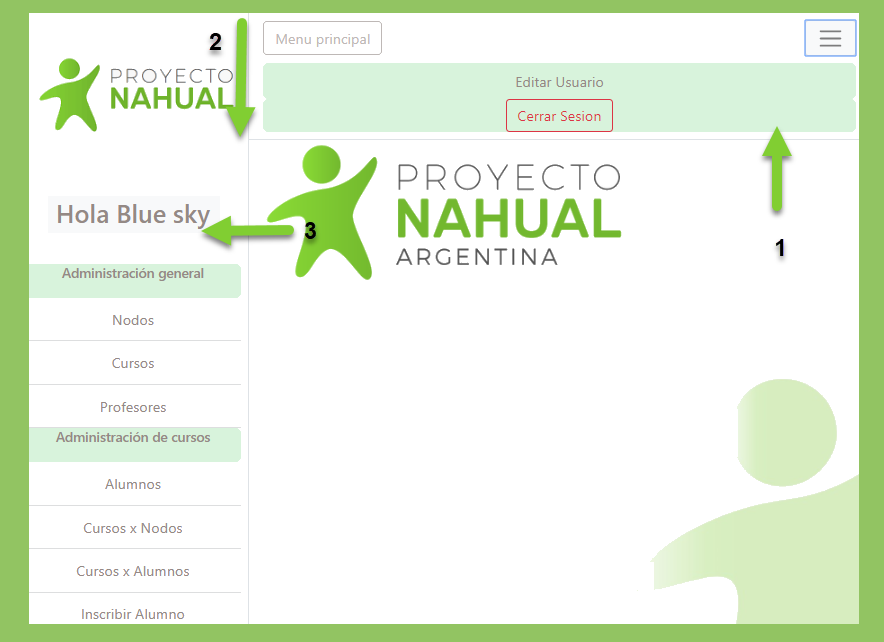 2
Menu principal
PROYECTO
NAHUAL
Editar Usuario
Cerrar Sesion
1
Hola Blue sky
3
PROYECTO
NAHUAL
ARGENTINA
Administración general
Nodos
Cursos
Profesores
Administración de cursos
Alumnos
Cursos x Nodos
Cursos x Alumnos
Inscribir Alumno